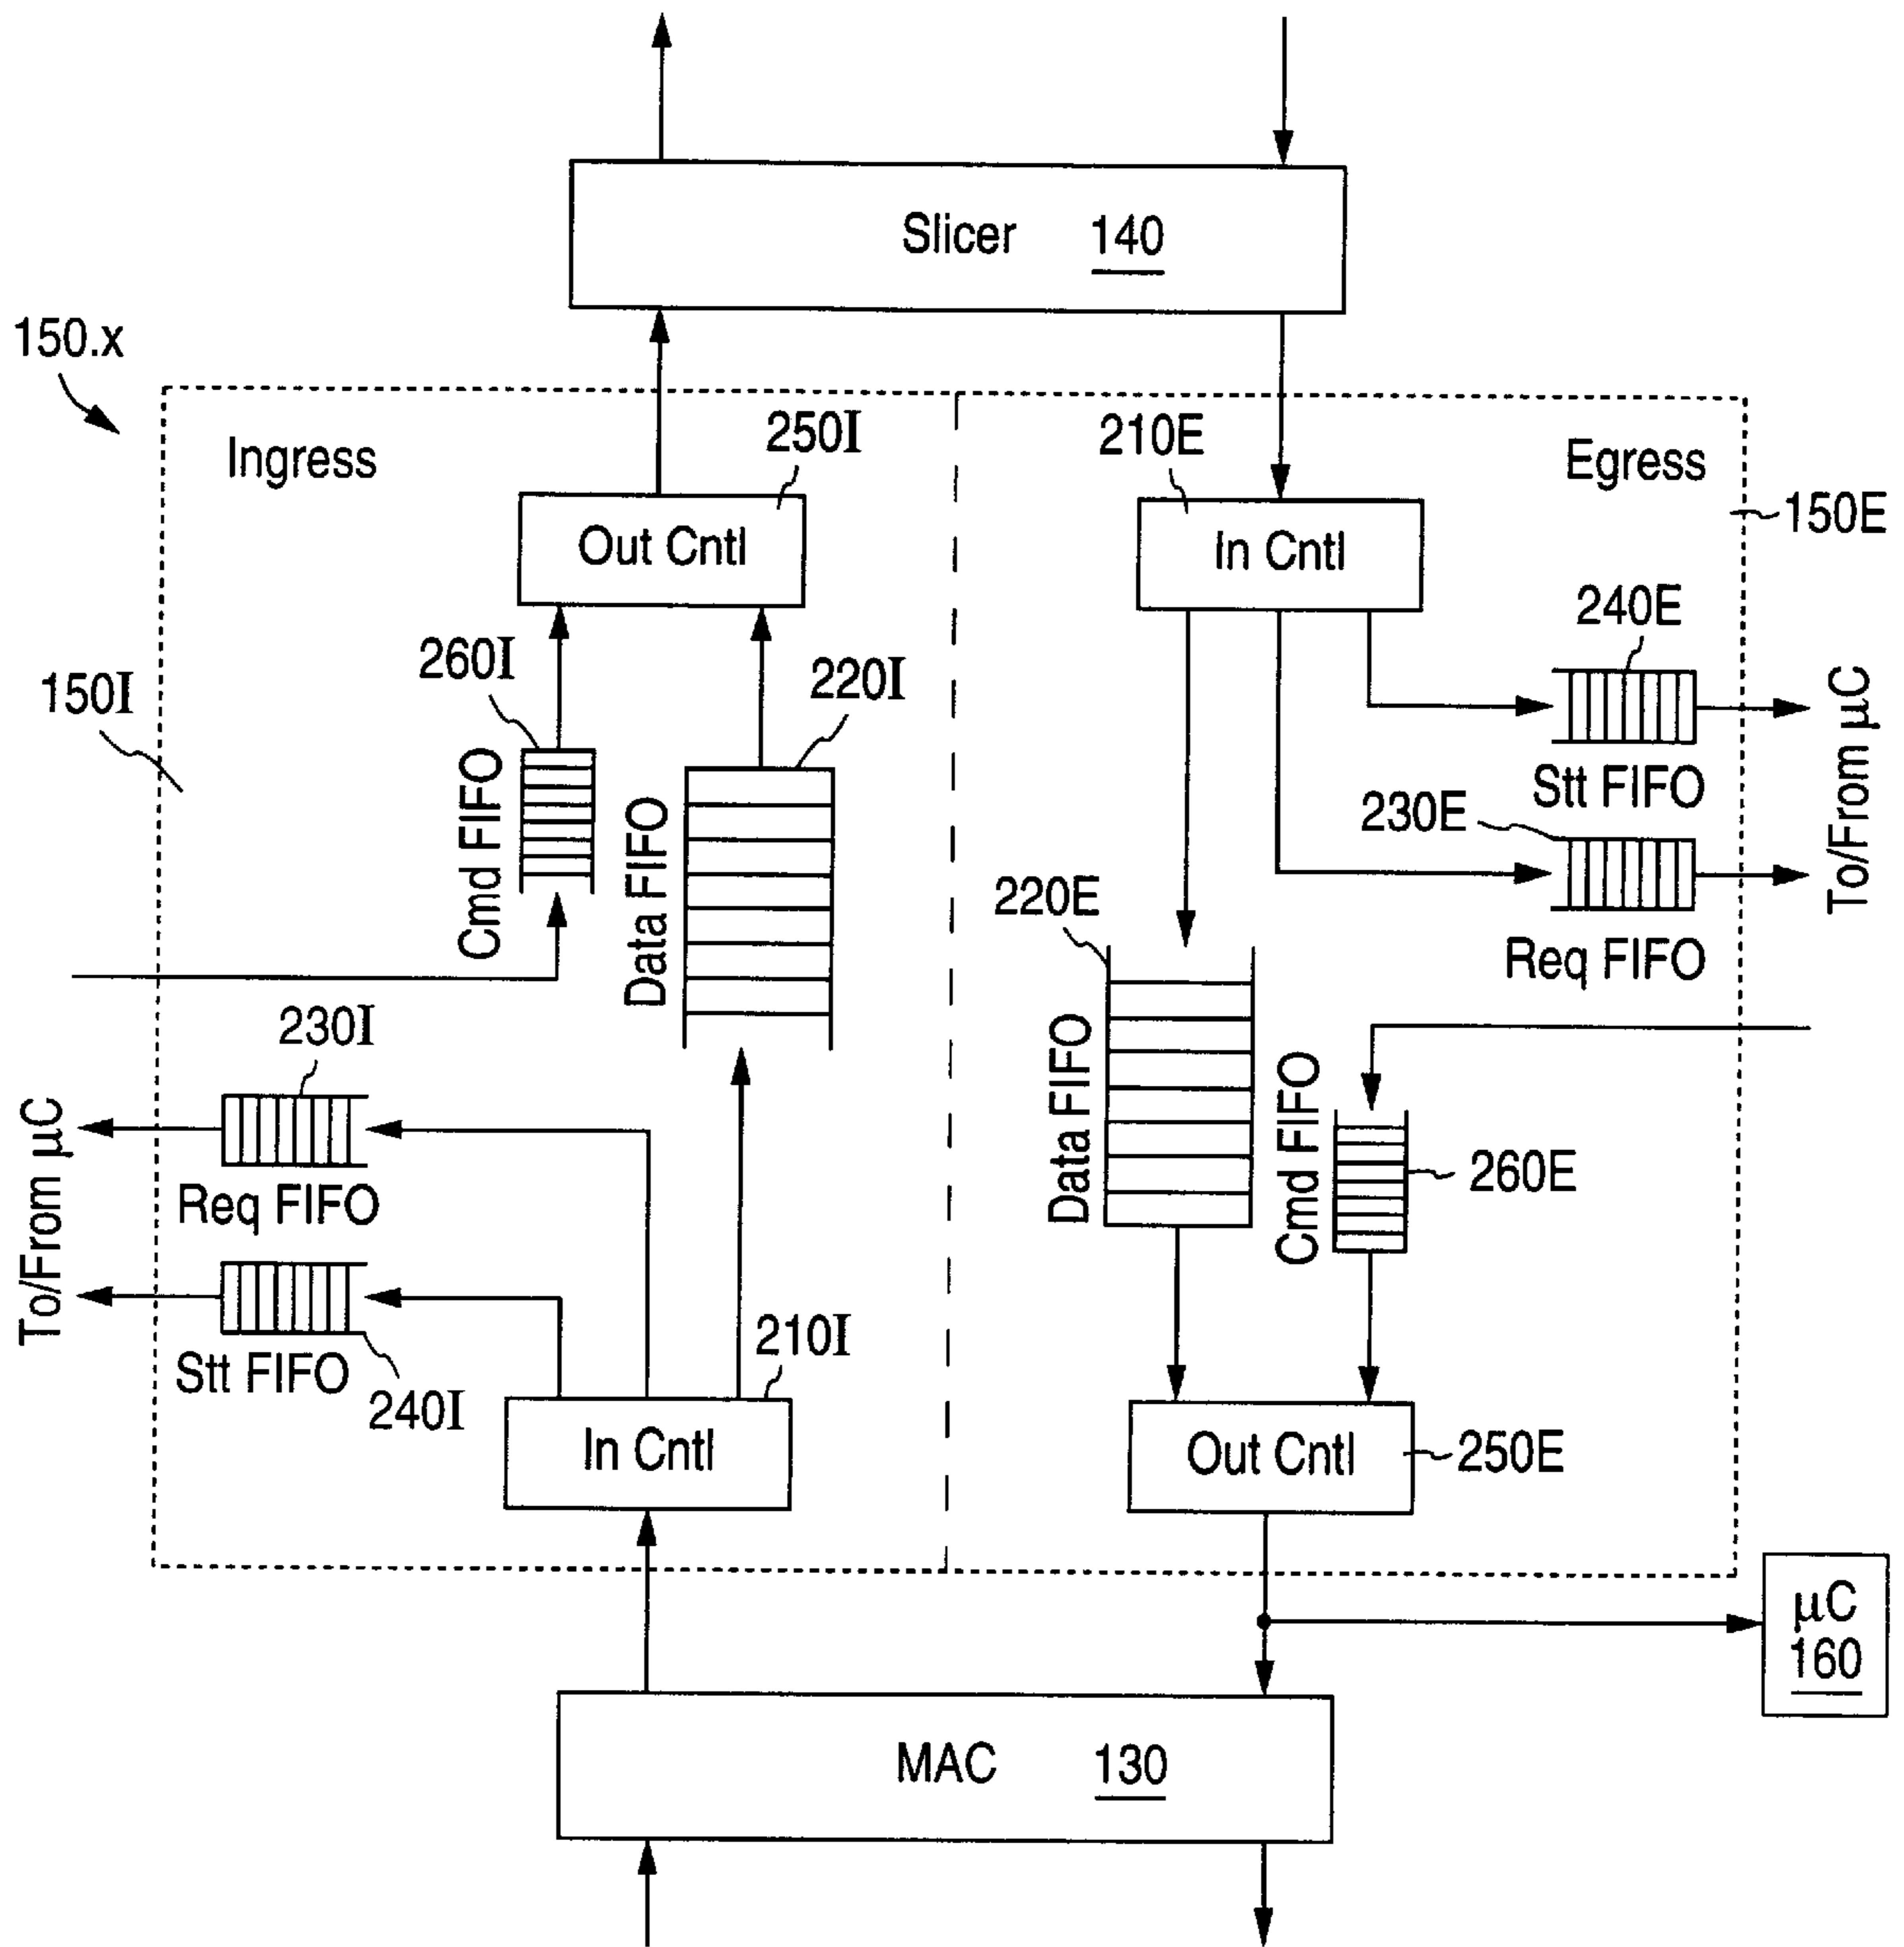 Slicer 140
150.x
Ingress
250I
210E
Egress
150E
Out Cntl
In Cntl
240E
260I
220I
150I
Stt FIFO
230E
To/From µC
Cmd FIFO
Data FIFO
220E
Req FIFO
230I
Data FIFO
Cmd FIFO
260E
To/From µC
Req FIFO
Stt FIFO
240I
210I
In Cntl
Out Cntl
250E
µC
160
MAC 130